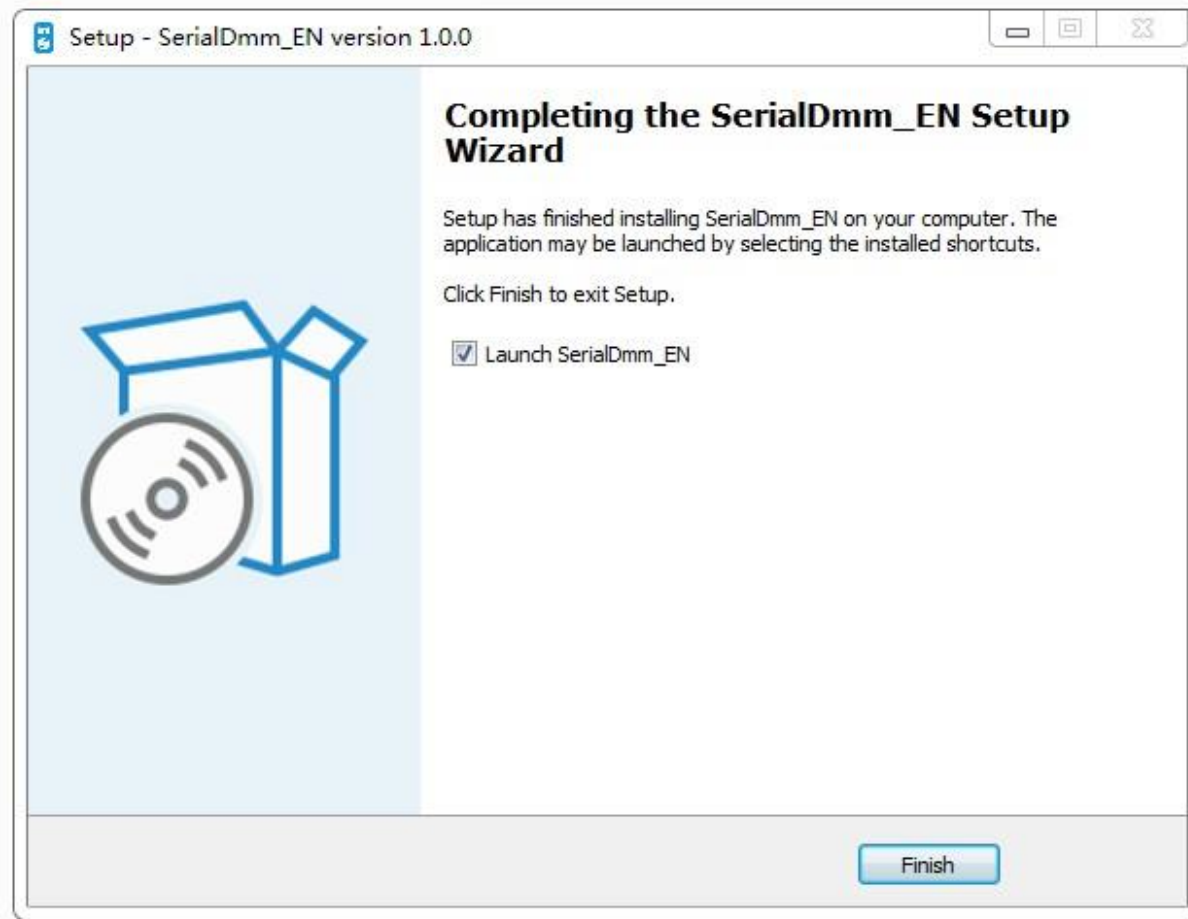 Setup - SerialDmm_EN version 1.0.0
Completing the SerialDmm_EN Setup
Wizard
Setup has finished installing SerialDmm_EN on your computer. The
application may be launched by selecting the installed shortcuts.
Click Finish to exit Setup.
Launch SerialDmm_EN
Finish